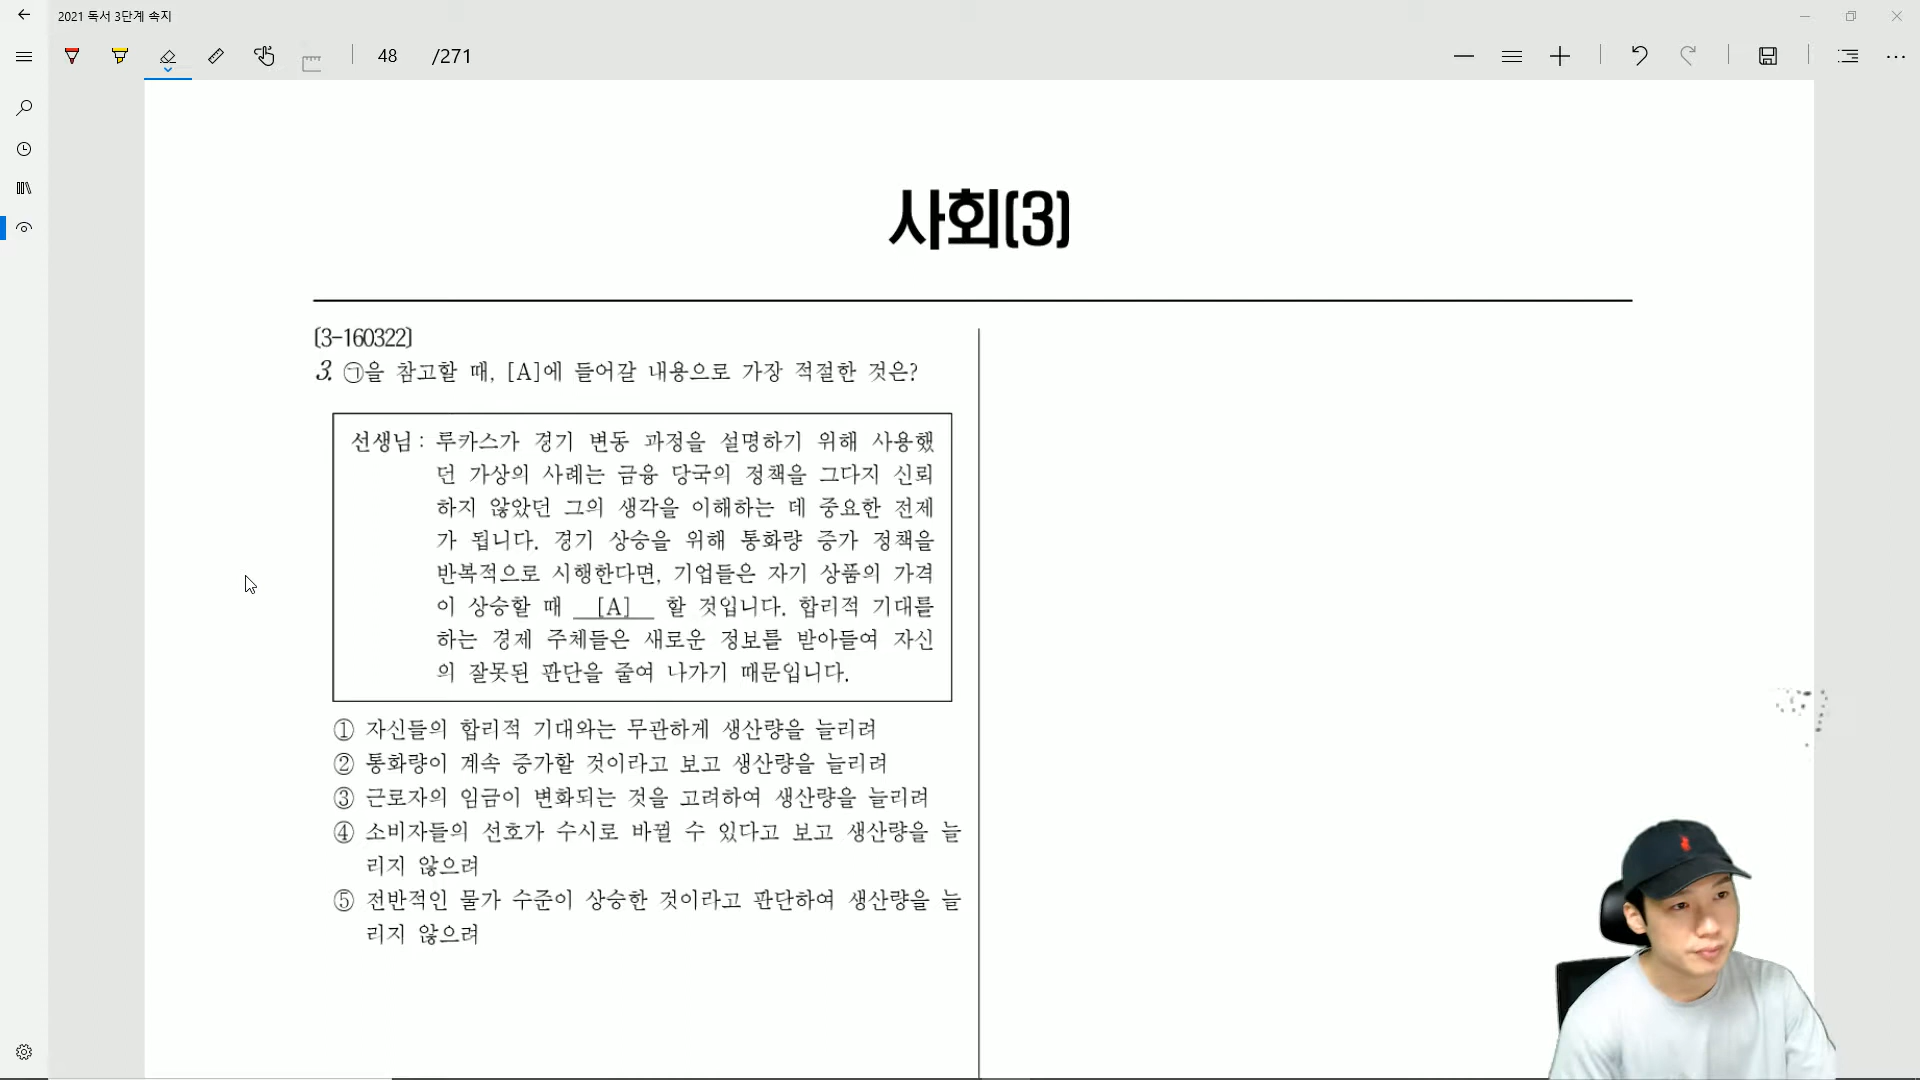 2021 독서 3단계 속지
48 /271
사회(3)
[3-160322]
3. ㉠을 참고할 때, [A]에 들어갈 내용으로 가장 적절한 것은?
선생님 : 루카스가 경기 변동 과정을 설명하기 위해 사용했
던 가상의 사례는 금융 당국의 정책을 그다지 신뢰
하지 않았던 그의 생각을 이해하는 데 중요한 전제
가 됩니다. 경기 상승을 위해 통화량 증가 정책을
반복적으로 시행한다면, 기업들은 자기 상품의 가격
이 상승할 때 [A] 할 것입니다. 합리적 기대를
하는 경제 주체들은 새로운 정보를 받아들여 자신
의 잘못된 판단을 줄여 나가기 때문입니다.
① 자신들의 합리적 기대와는 무관하게 생산량을 늘리려
② 통화량이 계속 증가할 것이라고 보고 생산량을 늘리려
③ 근로자의 임금이 변화되는 것을 고려하여 생산량을 늘리려
④ 소비자들의 선호가 수시로 바뀔 수 있다고 보고 생산량을 늘
리지 않으려
⑤ 전반적인 물가 수준이 상승한 것이라고 판단하여 생산량을 늘
리지 않으려